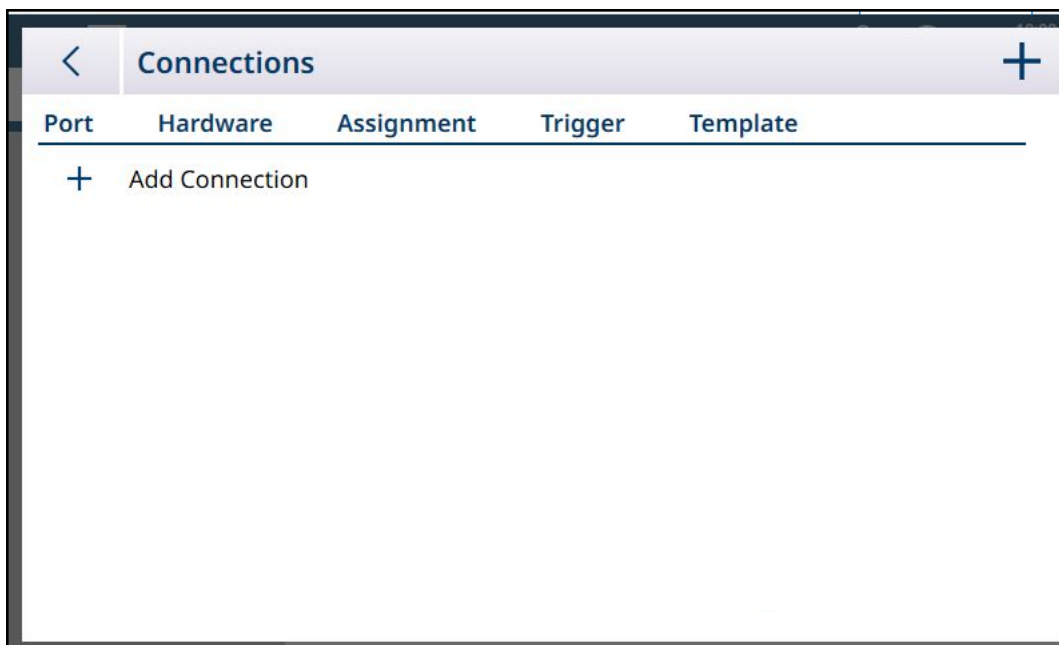 Connections
Port Hardware Assignment Trigger Template
Add Connection